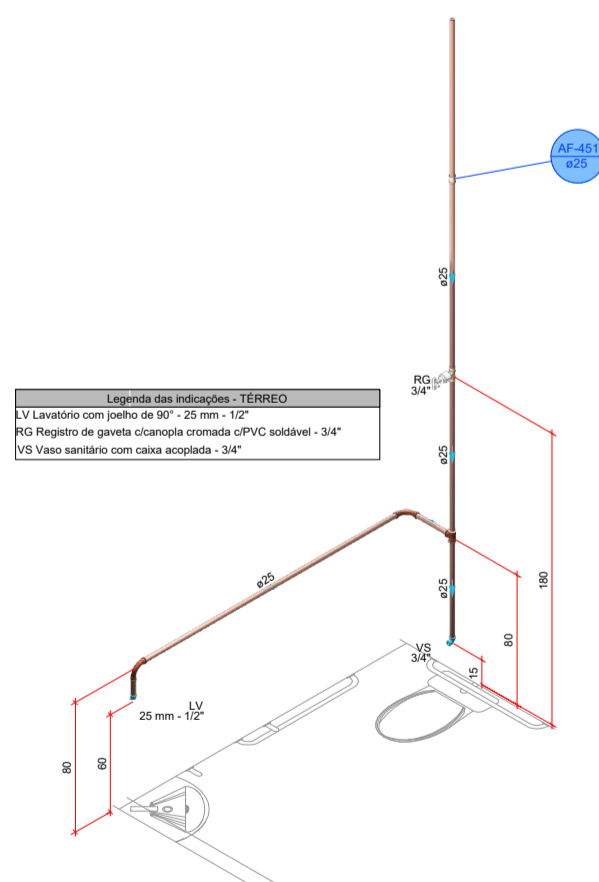 AF-451
ø25
ø25
RG
3/4"
Legenda das indicações - TÉRREO
LV Lavatório com joelho de 90° - 25 mm - 1/2"
RG Registro de gaveta c/canopla cromada c/PVC soldável - 3/4"
VS Vaso sanitário com caixa acoplada - 3/4"
ø25
ø25
ø25
180
80
VS
3/4"
15
LV
25 mm - 1/2"
80
60